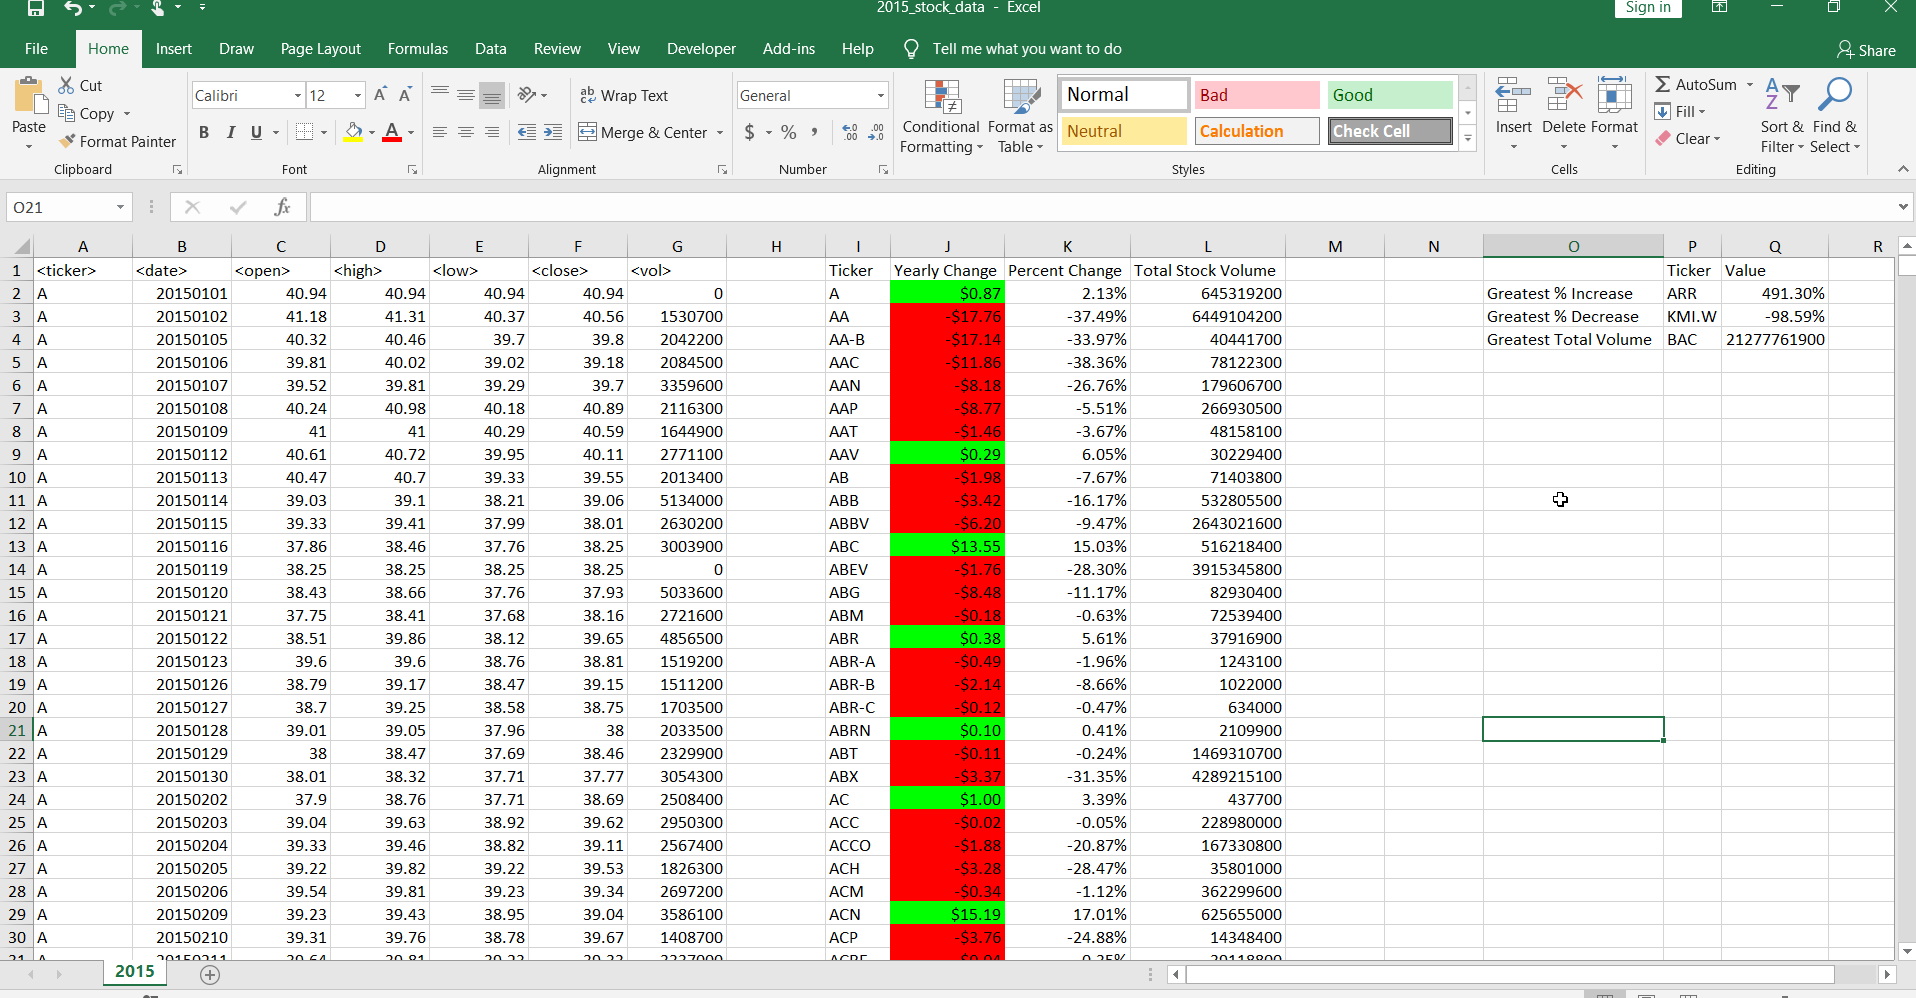 2015_stock_data - Excel
Sign in
File Home Insert Draw Page Layout Formulas Data Review View Developer Add-ins Help Tell me what you want to do Share
Paste Cut Copy Format Painter Clipboard
Calibri 12 B I U A Font
Wrap Text Merge & Center Alignment
General $ % , Number
Conditional Formatting Format as Table
Normal Bad Good
Neutral Calculation Check Cell
Styles
Insert Delete Format Cells
AutoSum Fill Clear Sort & Filter Find & Select Editing
O21 fx
A B C D E F G H I J K L M N O P Q R
1 <ticker> <date> <open> <high> <low> <close> <vol> Ticker Yearly Change Percent Change Total Stock Volume Ticker Value
2 A 20150101 40.94 40.94 40.94 40.94 0 A $0.87 2.13% 645319200 Greatest % Increase ARR 491.30%
3 A 20150102 41.18 41.31 40.37 40.56 1530700 AA -$17.76 -37.49% 6449104200 Greatest % Decrease KMI.W -98.59%
4 A 20150105 40.32 40.46 39.7 39.8 2042200 AA-B -$17.14 -33.97% 40441700 Greatest Total Volume BAC 21277761900
5 A 20150106 39.81 40.02 39.02 39.18 2084500 AAC -$11.86 -38.36% 78122300
6 A 20150107 39.52 39.81 39.29 39.7 3359600 AAN -$8.18 -26.76% 179606700
7 A 20150108 40.24 40.98 40.18 40.89 2116300 AAP -$8.77 -5.51% 266930500
8 A 20150109 41 41 40.29 40.59 1644900 AAT -$1.46 -3.67% 48158100
9 A 20150112 40.61 40.72 39.95 40.11 2771100 AAV $0.29 6.05% 30229400
10 A 20150113 40.47 40.7 39.33 39.55 2013400 AB -$1.98 -7.67% 71403800
11 A 20150114 39.03 39.1 38.21 39.06 5134000 ABB -$3.42 -16.17% 532805500
12 A 20150115 39.33 39.41 37.99 38.01 2630200 ABBV -$6.20 -9.47% 2643021600
13 A 20150116 37.86 38.46 37.76 38.25 3003900 ABC $13.55 15.03% 516218400
14 A 20150119 38.25 38.25 38.25 38.25 0 ABEV -$1.76 -28.30% 3915345800
15 A 20150120 38.43 38.66 37.76 37.93 5033600 ABG -$8.48 -11.17% 82930400
16 A 20150121 37.75 38.41 37.68 38.16 2721600 ABM -$0.18 -0.63% 72539400
17 A 20150122 38.51 39.86 38.12 39.65 4856500 ABR $0.38 5.61% 37916900
18 A 20150123 39.6 39.6 38.76 38.81 1519200 ABR-A -$0.49 -1.96% 1243100
19 A 20150126 38.79 39.17 38.47 39.15 1511200 ABR-B -$2.14 -8.66% 1022000
20 A 20150127 38.7 39.25 38.58 38.75 1703500 ABR-C -$0.12 -0.47% 634000
21 A 20150128 39.01 39.05 37.96 38 2033500 ABRN $0.10 0.41% 2109900
22 A 20150129 38 38.47 37.69 38.46 2329900 ABT -$0.11 -0.24% 1469310700
23 A 20150130 38.01 38.32 37.71 37.77 3054300 ABX -$3.37 -31.35% 4289215100
24 A 20150202 37.9 38.76 37.71 38.69 2508400 AC $1.00 3.39% 437700
25 A 20150203 39.04 39.63 38.92 39.62 2950300 ACC -$0.02 -0.05% 228980000
26 A 20150204 39.33 39.46 38.82 39.11 2567400 ACCO -$1.88 -20.87% 167330800
27 A 20150205 39.22 39.82 39.22 39.53 1826300 ACH -$3.28 -28.47% 35801000
28 A 20150206 39.54 39.81 39.23 39.34 2697200 ACM -$0.34 -1.12% 362299600
29 A 20150209 39.23 39.43 38.95 39.04 3586100 ACN $15.19 17.01% 625655000
30 A 20150210 39.31 39.76 38.78 39.67 1408700 ACP -$3.76 -24.88% 14348400
2015